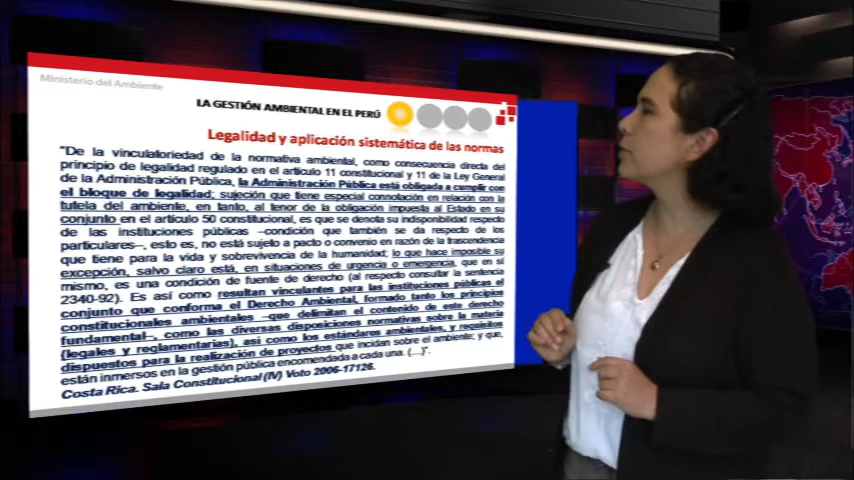 Ministerio del Ambiente
LA GESTIÓN AMBIENTAL EN EL PERÚ
Legalidad y aplicación sistemática de las normas
"De la vinculatoriedad de la normativa ambiental, como consecuencia directa del
principio de legalidad regulado en el artículo 11 constitucional y 11 de la Ley General
de la Administración Pública, la Administración Pública está obligada a cumplir con
el bloque de legalidad; sujeción que tiene especial connotación en relación con la
tutela del ambiente, en tanto, al tenor de la obligación impuesta al Estado en su
conjunto en el artículo 50 constitucional, es que se denota su indisponibilidad respecto
de las instituciones públicas –condición que también se da respecto de los
particulares–, esto es, no está sujeto a pacto o convenio en razón de la trascendencia
que tiene para la vida y sobrevivencia de la humanidad; lo que hace imposible su
excepción, salvo claro está, en situaciones de urgencia o emergencia, que en sí
mismo, es una condición de fuente de derecho (al respecto consultar la sentencia
2340-92). Es así como resultan vinculantes para las instituciones públicas el
conjunto que conforma el Derecho Ambiental, formado tanto los principios
constitucionales ambientales –que delimitan el contenido de este derecho
fundamental–, como las diversas disposiciones normativas sobre la materia
(legales y reglamentarias), así como los estándares ambientales, y requisitos
dispuestos para la realización de proyectos que incidan sobre el ambiente; y que,
están inmersos en la gestión pública encomendada a cada una. (...)".
Costa Rica. Sala Constitucional (IV) Voto 2006-17126.